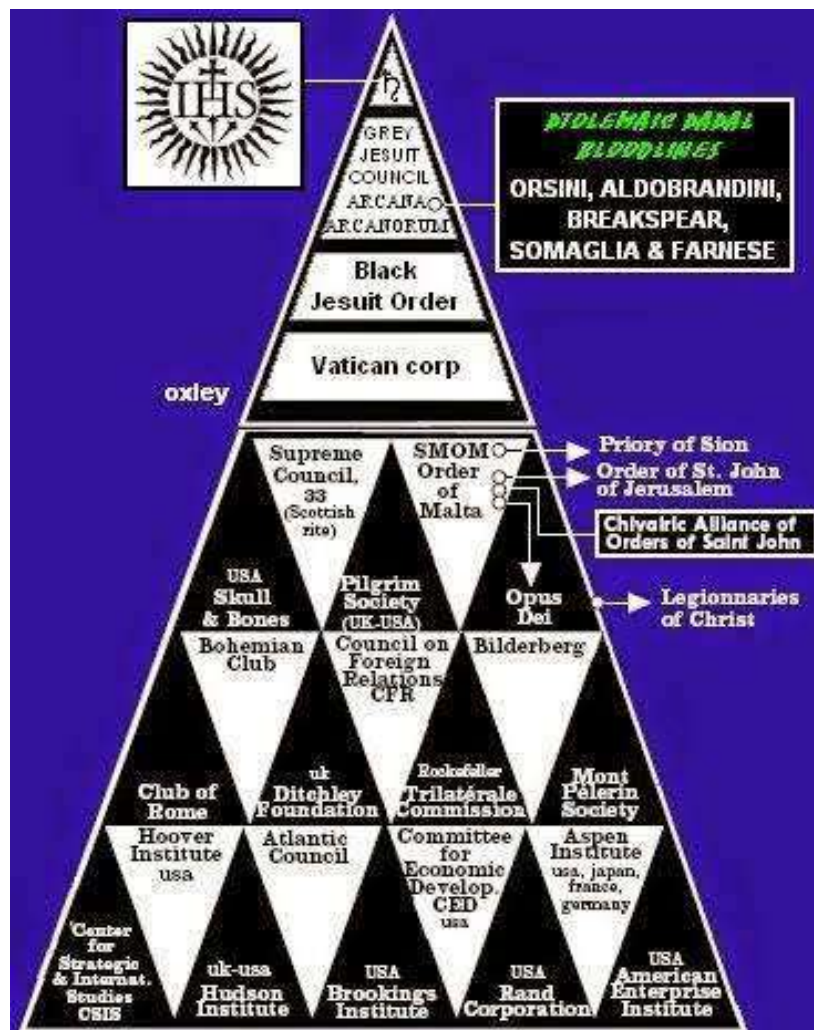 IHS
♄
GREY
JESUIT
COUNCIL
ARCANA
ARCANORUM
PTOLEMAIC PAPAL
BLOODLINES
ORSINI, ALDOBRANDINI,
BREAKSPEAR,
SOMAGLIA & FARNESE
Black
Jesuit Order
Vatican corp
oxley
Supreme
Council,
33
(Scottish
rite)
SMOM
Order
of
Malta
Priory of Sion
Order of St. John
of Jerusalem
Chivalric Alliance of
Orders of Saint John
USA
Skull
& Bones
Pilgrim
Society
(UK-USA)
Opus
Dei
Legionnaries
of Christ
Bohemian
Club
Council on
Foreign
Relations
CFR
Bilderberg
Club of
Rome
uk
Ditchley
Foundation
Rockefeller
Trilatérale
Commission
Mont
Pélerin
Society
Hoover
Institute
usa
Atlantic
Council
Committee
for
Economic
Develop.
CED
usa
Aspen
Institute
usa, japan,
france,
germany
'Center
for
Strategic
& Internat.
Studies
CSIS
uk-usa
Hudson
Institute
USA
Brookings
Institute
USA
Rand
Corporation
USA
American
Enterprise
Institute